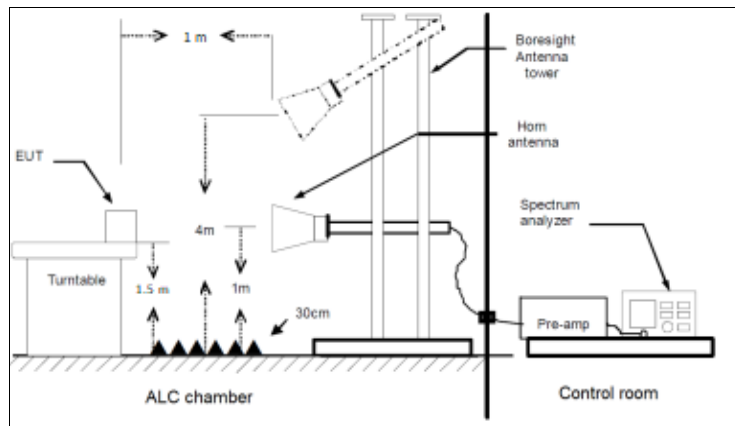 1 m
Boresight
Antenna
tower
Horn
antenna
EUT
Spectrum
analyzer
4m
Turntable
1.5 m
1m
30cm
Pre-amp
ALC chamber
Control room